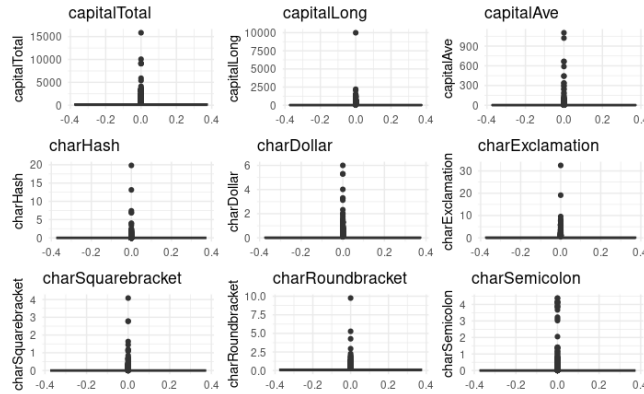 capitalTotal
capitalTotal
15000
10000
5000
0
-0.4 -0.2 0.0 0.2 0.4
capitalLong
capitalLong
10000
7500
5000
2500
0
-0.4 -0.2 0.0 0.2 0.4
capitalAve
capitalAve
900
600
300
0
-0.4 -0.2 0.0 0.2 0.4
charHash
charHash
20
15
10
5
0
-0.4 -0.2 0.0 0.2 0.4
charDollar
charDollar
6
4
2
0
-0.4 -0.2 0.0 0.2 0.4
charExclamation
charExclamation
30
20
10
0
-0.4 -0.2 0.0 0.2 0.4
charSquarebracket
charSquarebracket
4
3
2
1
0
-0.4 -0.2 0.0 0.2 0.4
charRoundbracket
charRoundbracket
10.0
7.5
5.0
2.5
0.0
-0.4 -0.2 0.0 0.2 0.4
charSemicolon
charSemicolon
4
3
2
1
0
-0.4 -0.2 0.0 0.2 0.4